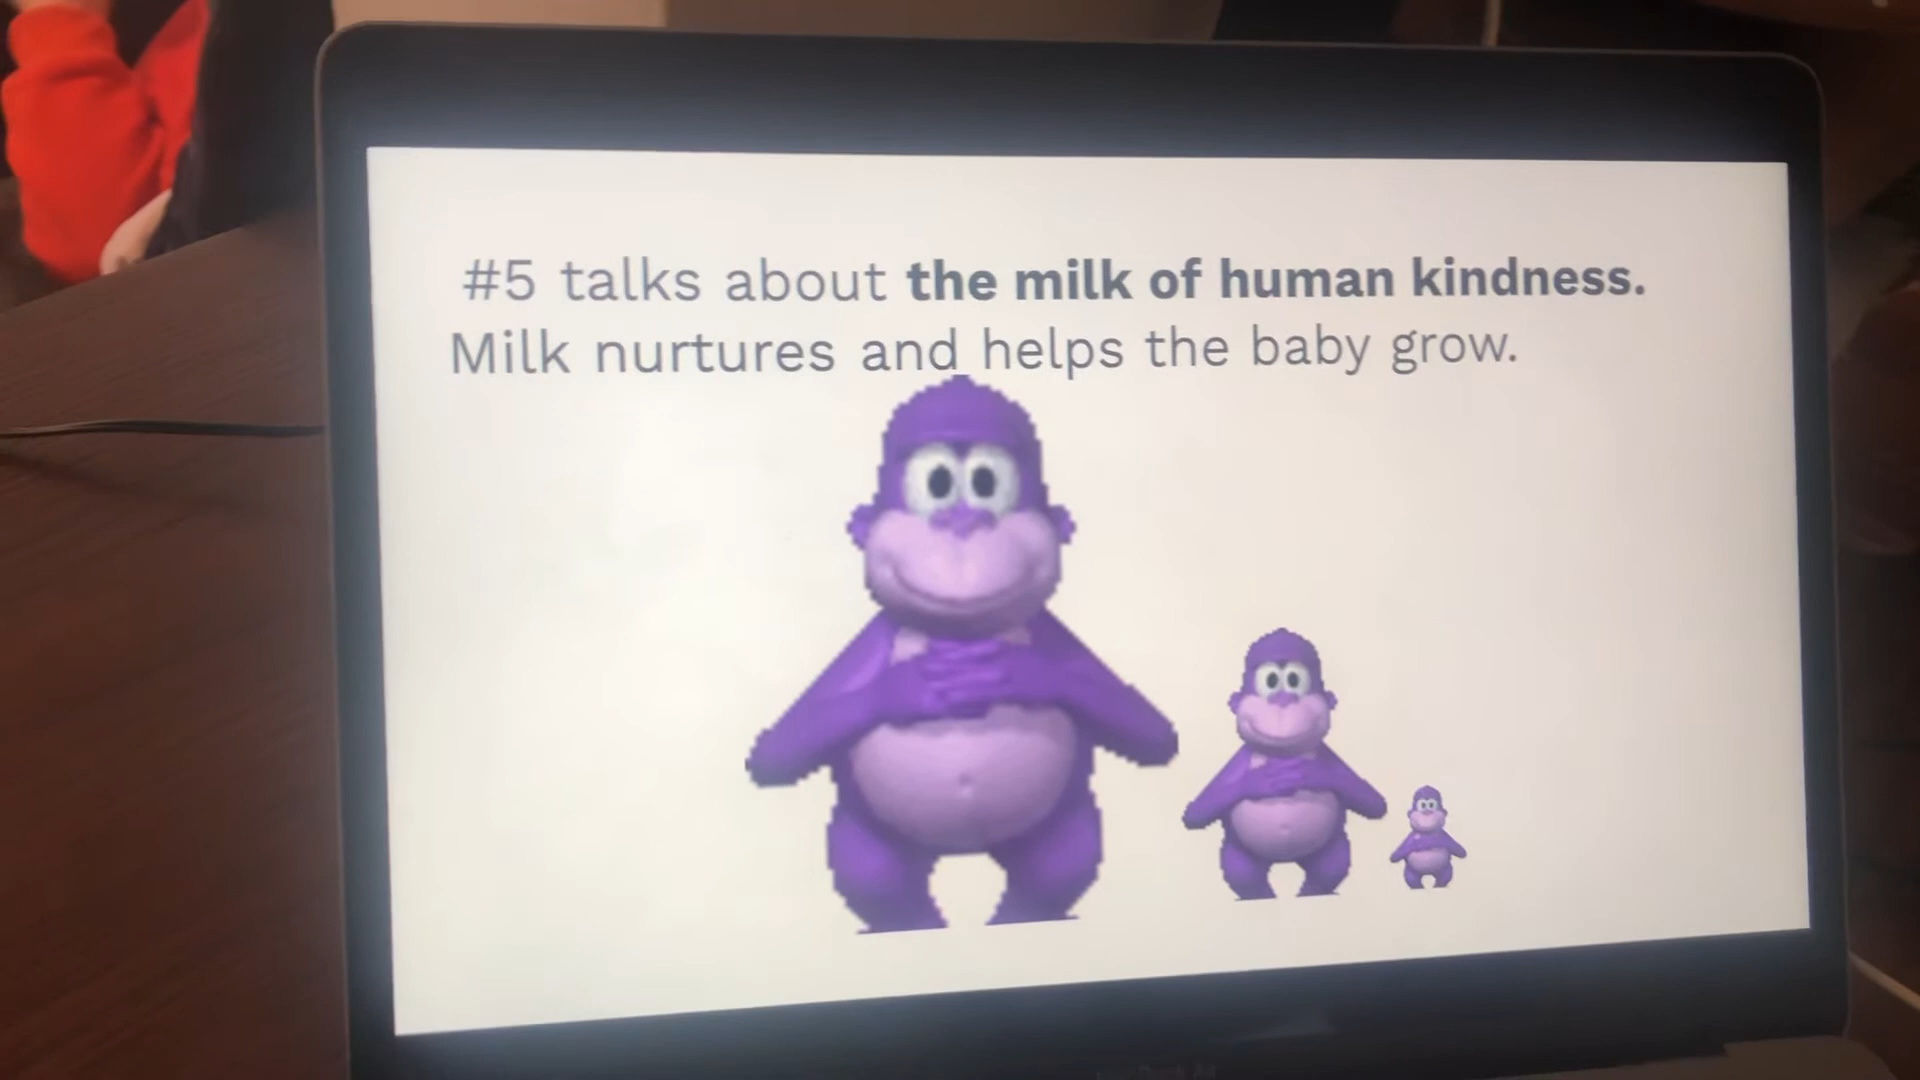 #5 talks about the milk of human kindness.
Milk nurtures and helps the baby grow.